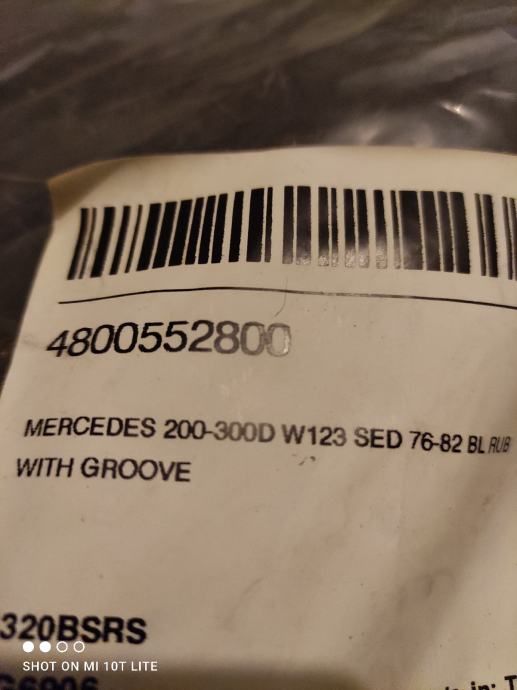 4800552800
MERCEDES 200-300D W123 SED 76-82 BL RUB
WITH GROOVE
320BSRS
SHOT ON MI 10T LITE